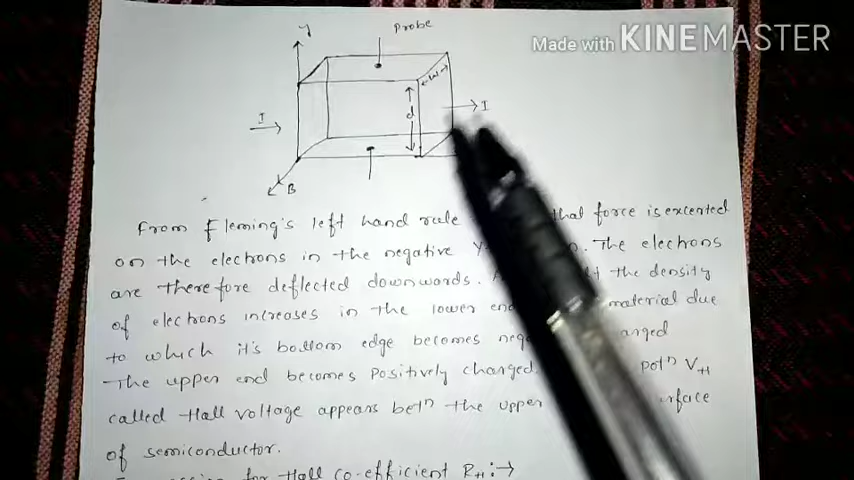 Made with KINEMASTER
Probe
Y
w
I
d
I
B
From Fleming's left hand rule that force is excerted
on the electrons in the negative Y The electrons
are therefore deflected downwards. the density
of electrons increases in the lower material due
to which it's bottom edge becomes
The upper end becomes positively charged. potn VH
called Hall voltage appears betn the upper
of semiconductor.
for Hall co-efficient RH :→